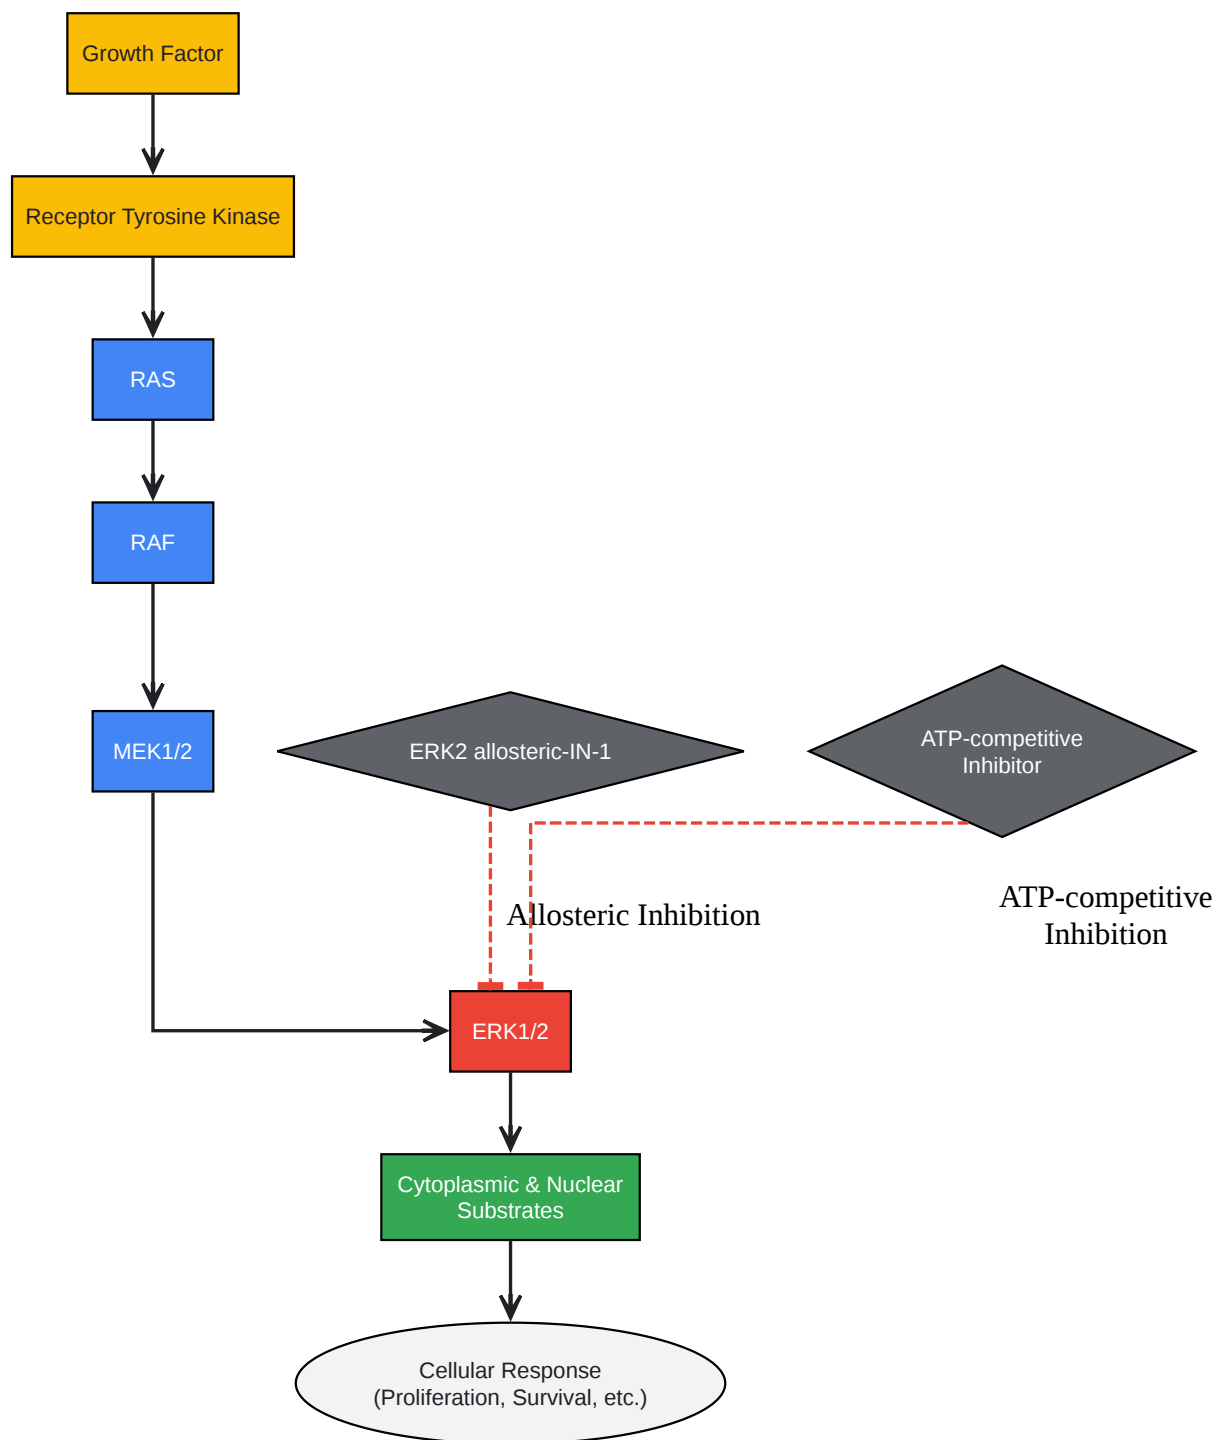 Growth Factor
Receptor Tyrosine Kinase
RAS
RAF
MEK1/2
ERK2 allosteric-IN-1
ATP-competitive
Inhibitor
Allosteric Inhibition
ATP-competitive
Inhibition
ERK1/2
Cytoplasmic & Nuclear
Substrates
Cellular Response
(Proliferation, Survival, etc.)